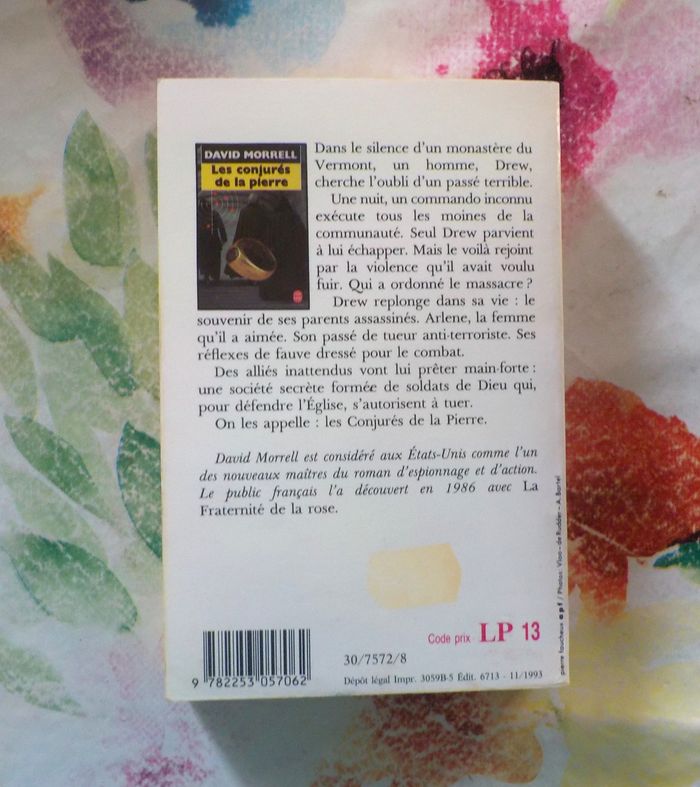 DAVID MORRELL
Les conjurés
de la pierre
Dans le silence d'un monastère du
Vermont, un homme, Drew,
cherche l'oubli d'un passé terrible.
Une nuit, un commando inconnu
exécute tous les moines de la
communauté. Seul Drew parvient
à lui échapper. Mais le voilà rejoint
par la violence qu'il avait voulu
fuir. Qui a ordonné le massacre ?
Drew replonge dans sa vie : le
souvenir de ses parents assassinés. Arlene, la femme
qu'il a aimée. Son passé de tueur anti-terroriste. Ses
réflexes de fauve dressé pour le combat.
Des alliés inattendus vont lui prêter main-forte :
une société secrète formée de soldats de Dieu qui,
pour défendre l'Église, s'autorisent à tuer.
On les appelle : les Conjurés de la Pierre.
David Morrell est considéré aux États-Unis comme l'un
des nouveaux maîtres du roman d'espionnage et d'action.
Le public français l'a découvert en 1986 avec La
Fraternité de la rose.
Code prix LP 13
30/7572/8
9 782253 057062
Dépôt légal Impr. 3059B-5 Édit. 6713 - 11/1993
pierre faucheux apf / Photos Vloo - de Rudder - A. Bartel